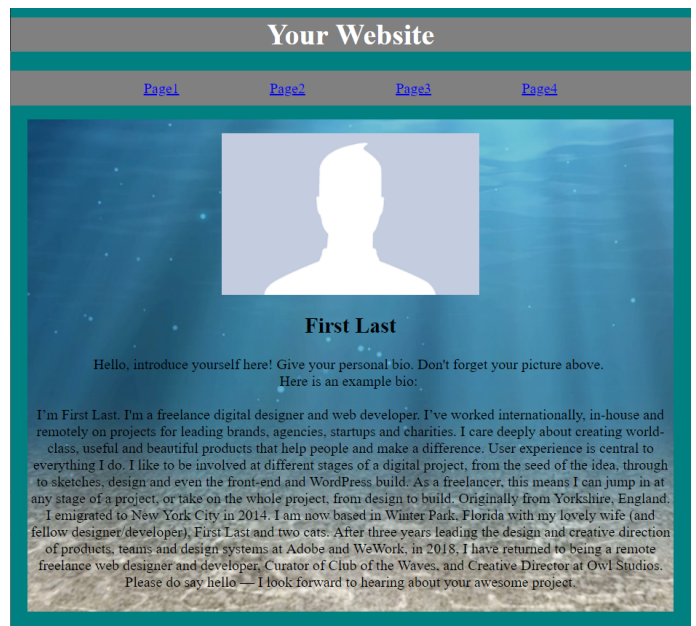 Your Website
Page1 Page2 Page3 Page4
First Last
Hello, introduce yourself here! Give your personal bio. Don't forget your picture above.
Here is an example bio:
I'm First Last. I'm a freelance digital designer and web developer. I've worked internationally, in-house and
remotely on projects for leading brands, agencies, startups and charities. I care deeply about creating world-
class, useful and beautiful products that help people and make a difference. User experience is central to
everything I do. I like to be involved at different stages of a digital project, from the seed of the idea, through
to sketches, design and even the front-end and WordPress build. As a freelancer, this means I can jump in at
any stage of a project, or take on the whole project, from design to build. Originally from Yorkshire, England.
I emigrated to New York City in 2014. I am now based in Winter Park, Florida with my lovely wife (and
fellow designer/developer), First Last and two cats. After three years leading the design and creative direction
of products, teams and design systems at Adobe and WeWork, in 2018, I have returned to being a remote
freelance web designer and developer, Curator of Club of the Waves, and Creative Director at Owl Studios.
Please do say hello — I look forward to hearing about your awesome project.